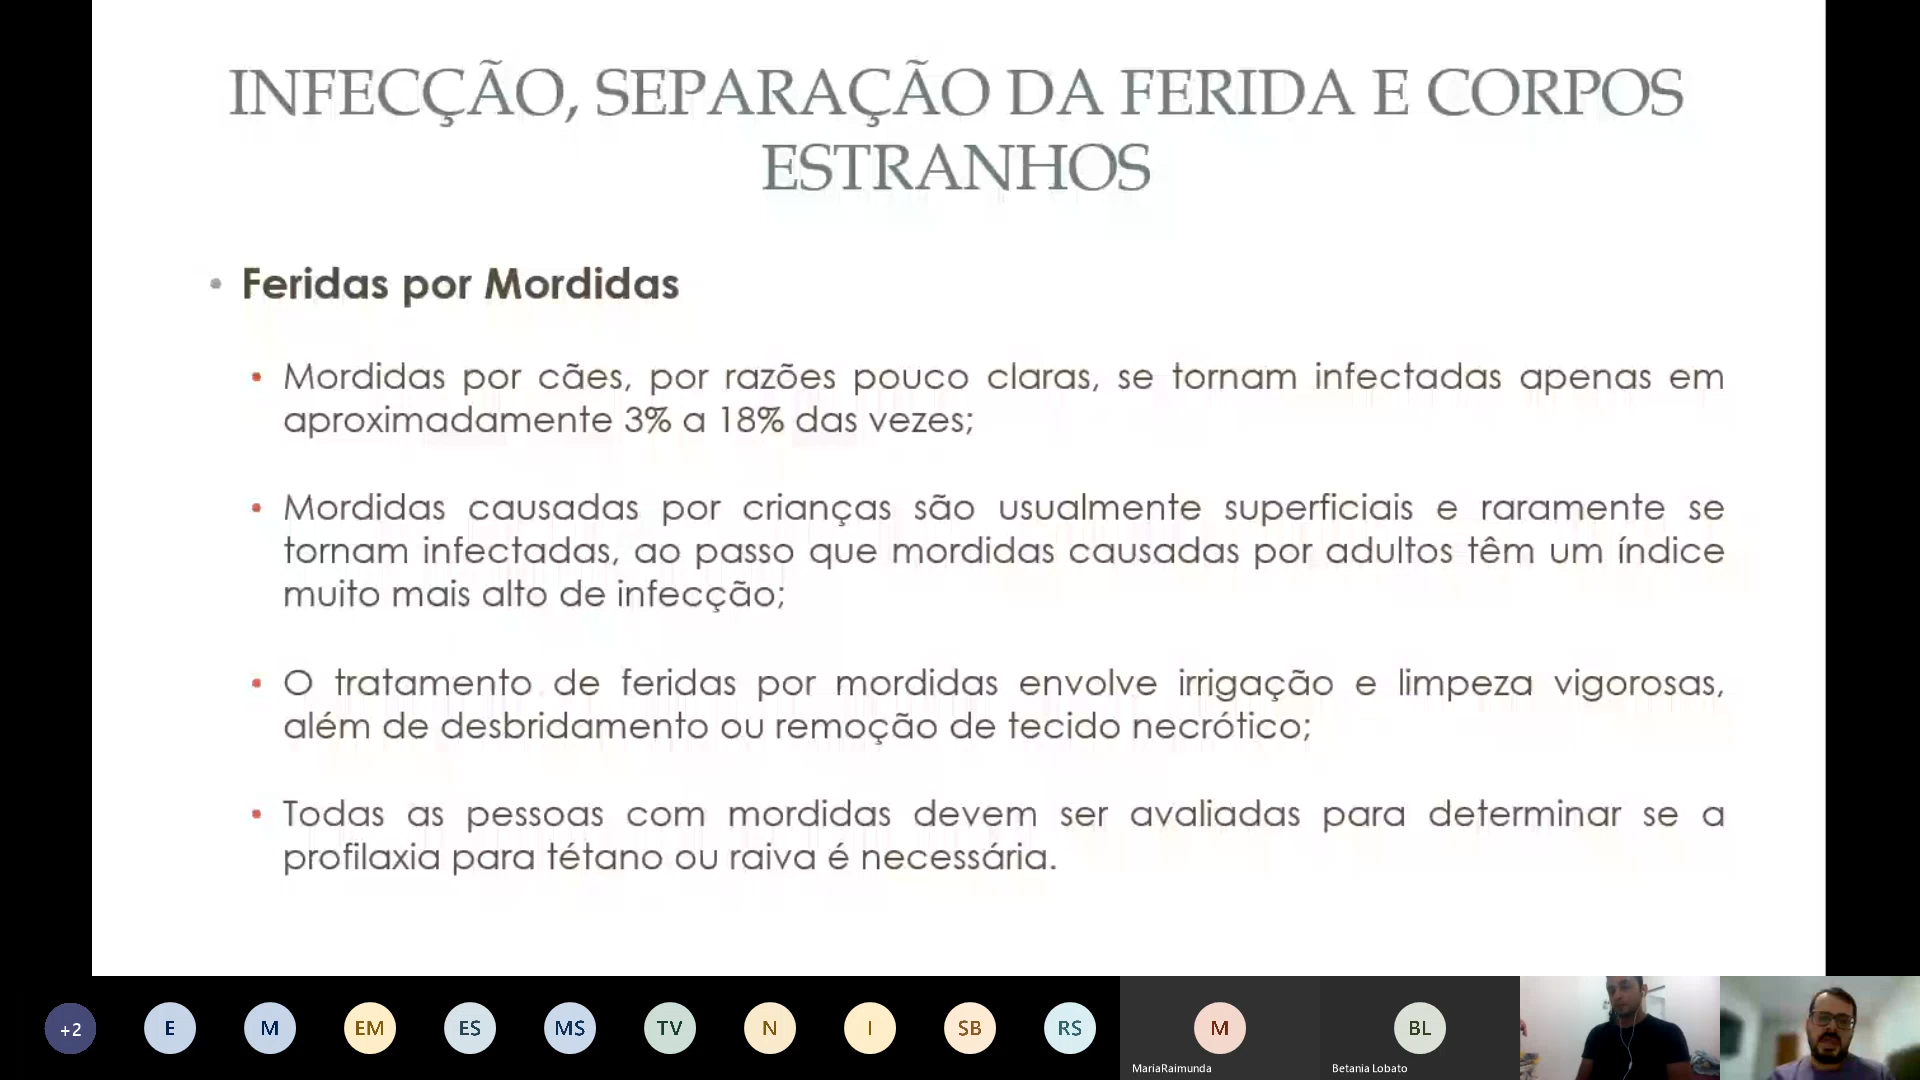 INFECÇÃO, SEPARAÇÃO DA FERIDA E CORPOS
ESTRANHOS
• Feridas por Mordidas
• Mordidas por cães, por razões pouco claras, se tornam infectadas apenas em
aproximadamente 3% a 18% das vezes;
• Mordidas causadas por crianças são usualmente superficiais e raramente se
tornam infectadas, ao passo que mordidas causadas por adultos têm um índice
muito mais alto de infecção;
• O tratamento de feridas por mordidas envolve irrigação e limpeza vigorosas,
além de desbridamento ou remoção de tecido necrótico;
• Todas as pessoas com mordidas devem ser avaliadas para determinar se a
profilaxia para tétano ou raiva é necessária.
+2 E M EM ES MS TV N I SB RS M BL
MariaRaimunda Betania Lobato